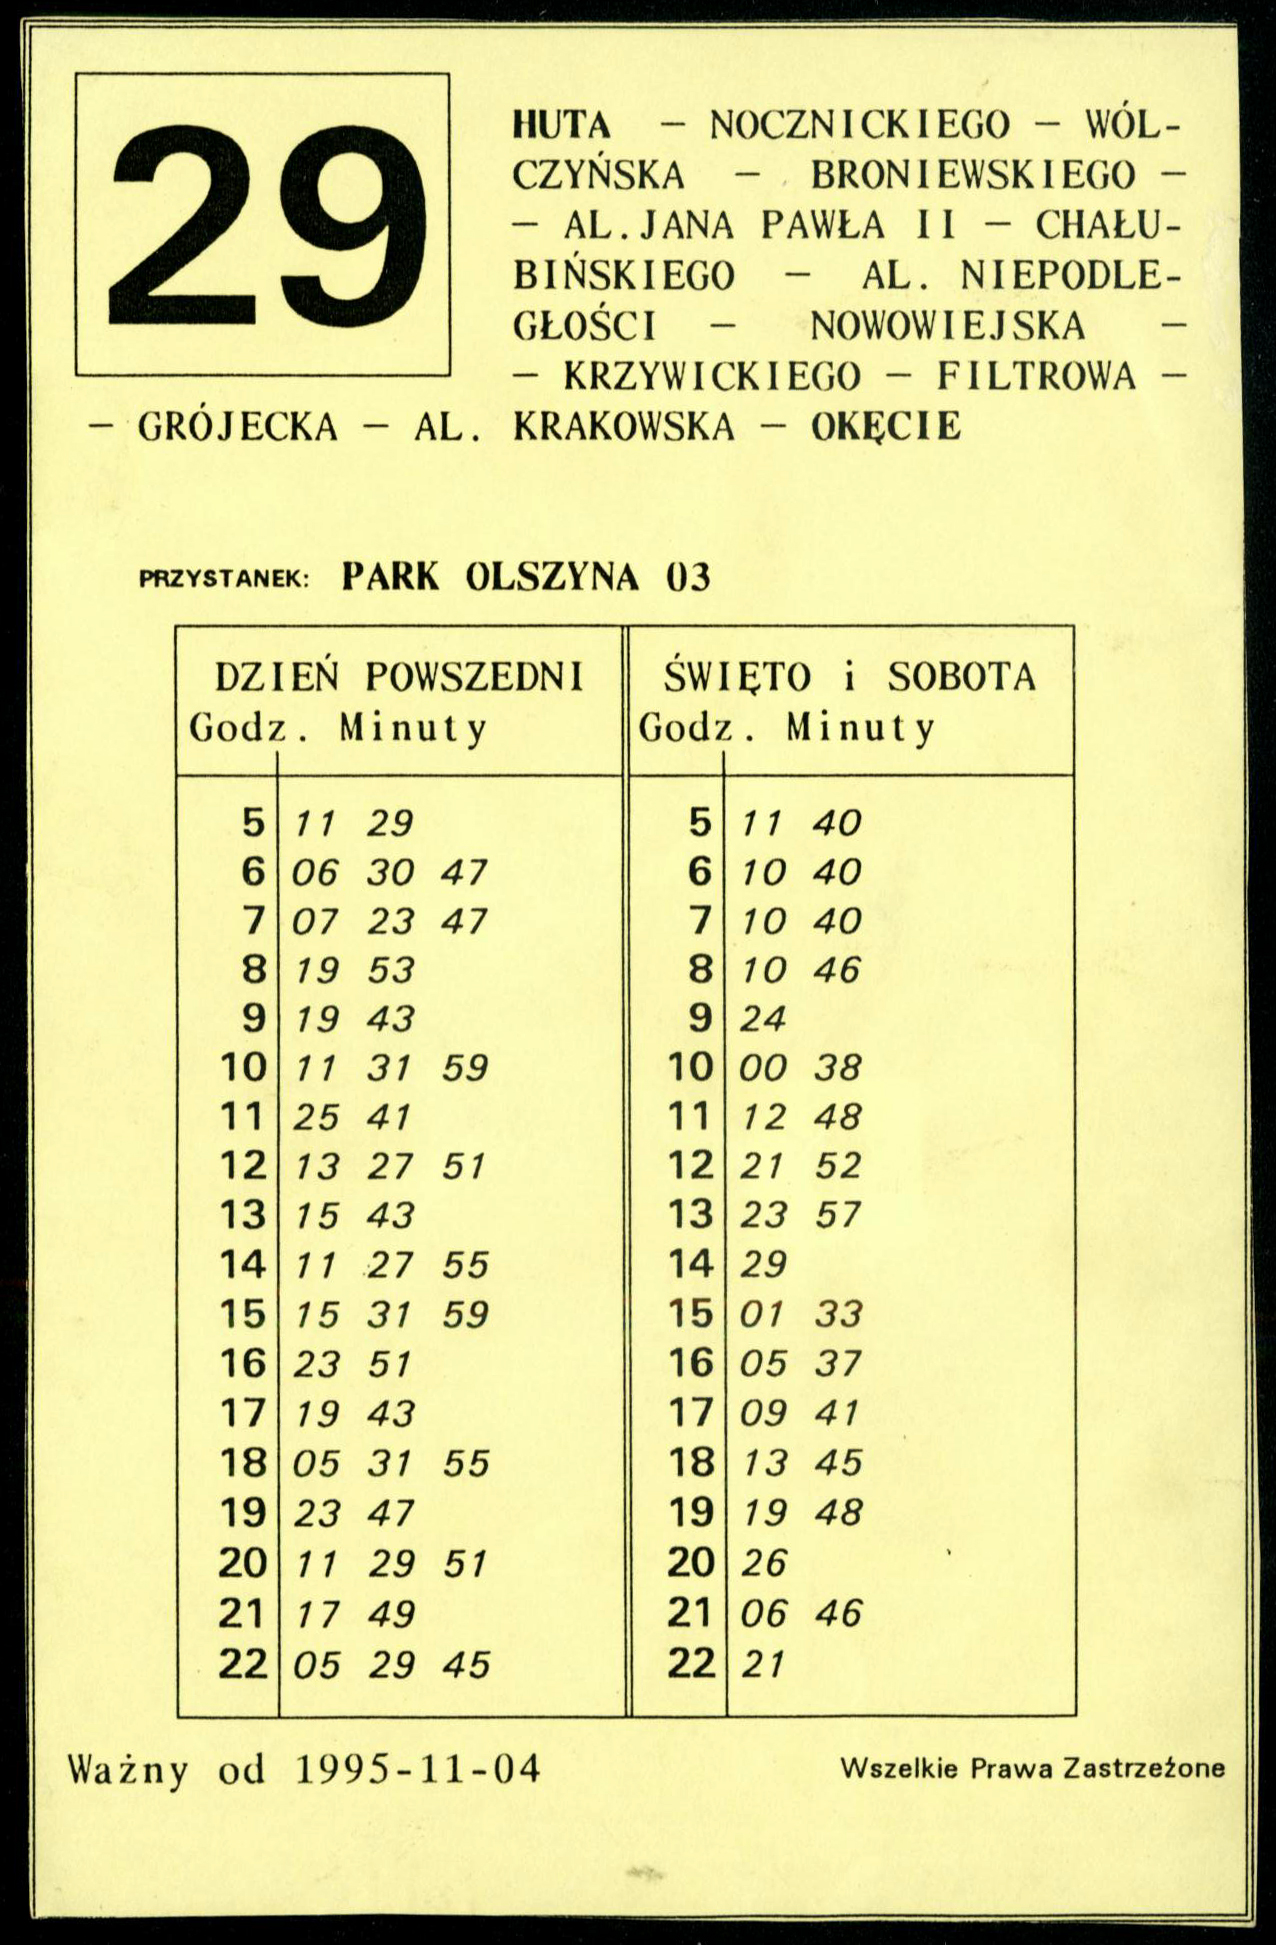 29
HUTA – NOCZNICKIEGO – WÓL-
CZYŃSKA – BRONIEWSKIEGO –
– AL.JANA PAWŁA II – CHAŁU-
BIŃSKIEGO – AL. NIEPODLE-
GŁOŚCI – NOWOWIEJSKA –
– KRZYWICKIEGO – FILTROWA –
– GRÓJECKA – AL. KRAKOWSKA – OKĘCIE
PRZYSTANEK: PARK OLSZYNA 03
DZIEŃ POWSZEDNI ŚWIĘTO i SOBOTA
Godz. Minuty Godz. Minuty
5 11 29 5 11 40
6 06 30 47 6 10 40
7 07 23 47 7 10 40
8 19 53 8 10 46
9 19 43 9 24
10 11 31 59 10 00 38
11 25 41 11 12 48
12 13 27 51 12 21 52
13 15 43 13 23 57
14 11 27 55 14 29
15 15 31 59 15 01 33
16 23 51 16 05 37
17 19 43 17 09 41
18 05 31 55 18 13 45
19 23 47 19 19 48
20 11 29 51 20 26
21 17 49 21 06 46
22 05 29 45 22 21
Ważny od 1995-11-04 Wszelkie Prawa Zastrzeżone